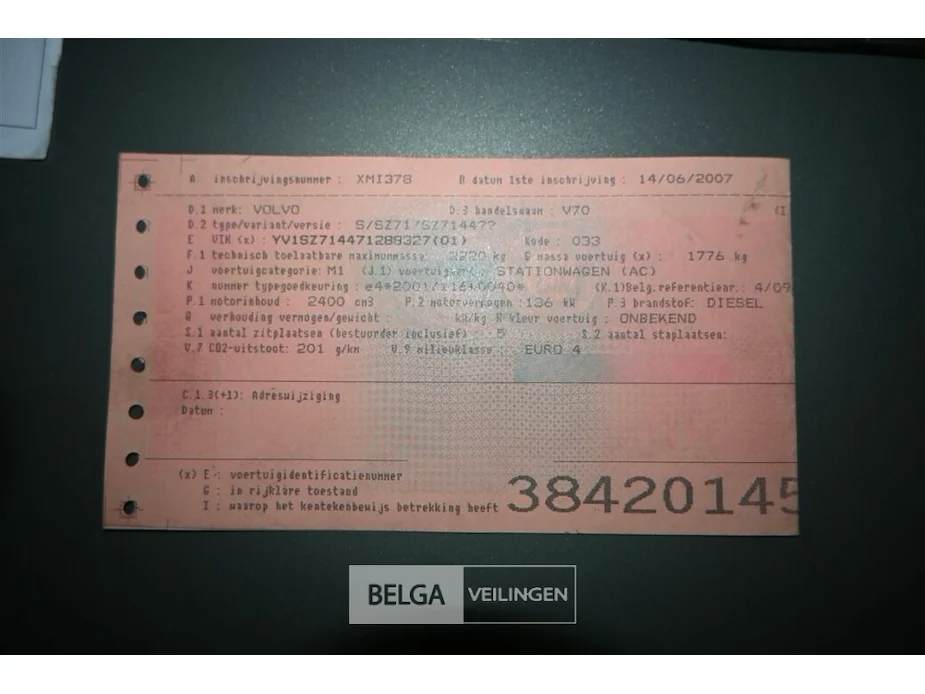 A inschrijvingsnummer : XMI378 B datum 1ste inschrijving : 14/06/2007
D.1 merk: VOLVO D.3 handelsnaam : V70 (I
D.2 type/variant/versie : S/SZ71/SZ7144??
E VIN (x) : YV1SZ714471289327(01) Kode : 033
F.1 technisch toelaatbare maximummassa: 2220 kg G massa voertuig (x) : 1776 kg
J voertuigcategorie: M1 (J.1) voertuigkenm.: STATIONWAGEN (AC)
K nummer typegoedkeuring : e4*2001/116*0040* (K.1)Belg.referentienr.: 4/09
P.1 motorinhoud : 2400 cm3 P.2 motorvermogen :136 kW P.3 brandstof: DIESEL
Q verhouding vermogen/gewicht : kW/kg R kleur voertuig : ONBEKEND
S.1 aantal zitplaatsen (bestuurder inclusief) : 5 S.2 aantal staplaatsen:
V.7 CO2-uitstoot: 201 g/km V.9 milieuklasse : EURO 4
C.1.3(+1): Adreswijziging
Datum :
(x) E : voertuigidentificatienummer
G : in rijklare toestand
I : waarop het kentekenbewijs betrekking heeft
38420145
BELGA VEILINGEN